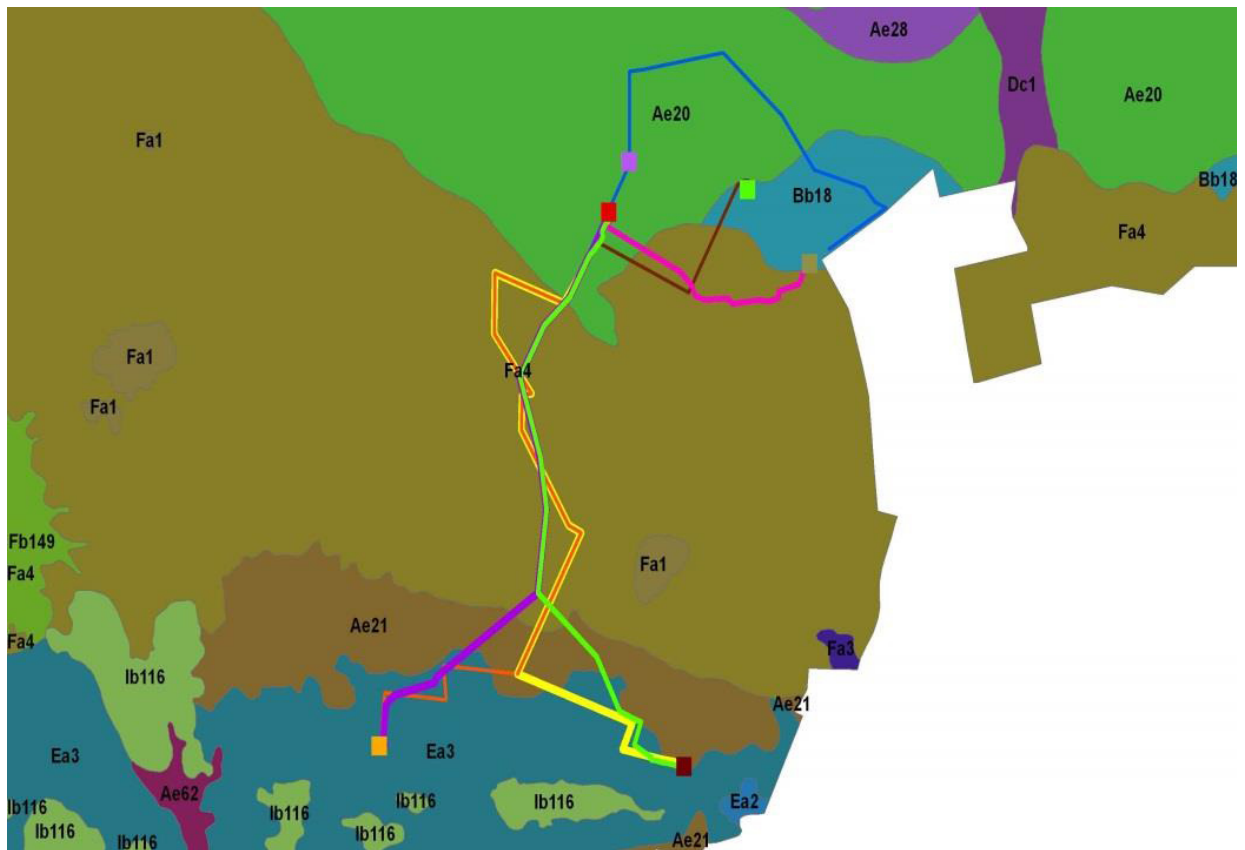 Ae28
Dc1
Ae20
Ae20
Fa1
Bb18
Bb18
Fa4
Fa1
Fa4
Fa1
Fb149
Fa4
Fa1
Fa4
Ae21
Fa3
Ib116
Ae21
Ea3
Ea3
Ae62
Ib116
Ib116
Ib116
Ib116
Ea2
Ib116
Ib116
Ib116
Ae21